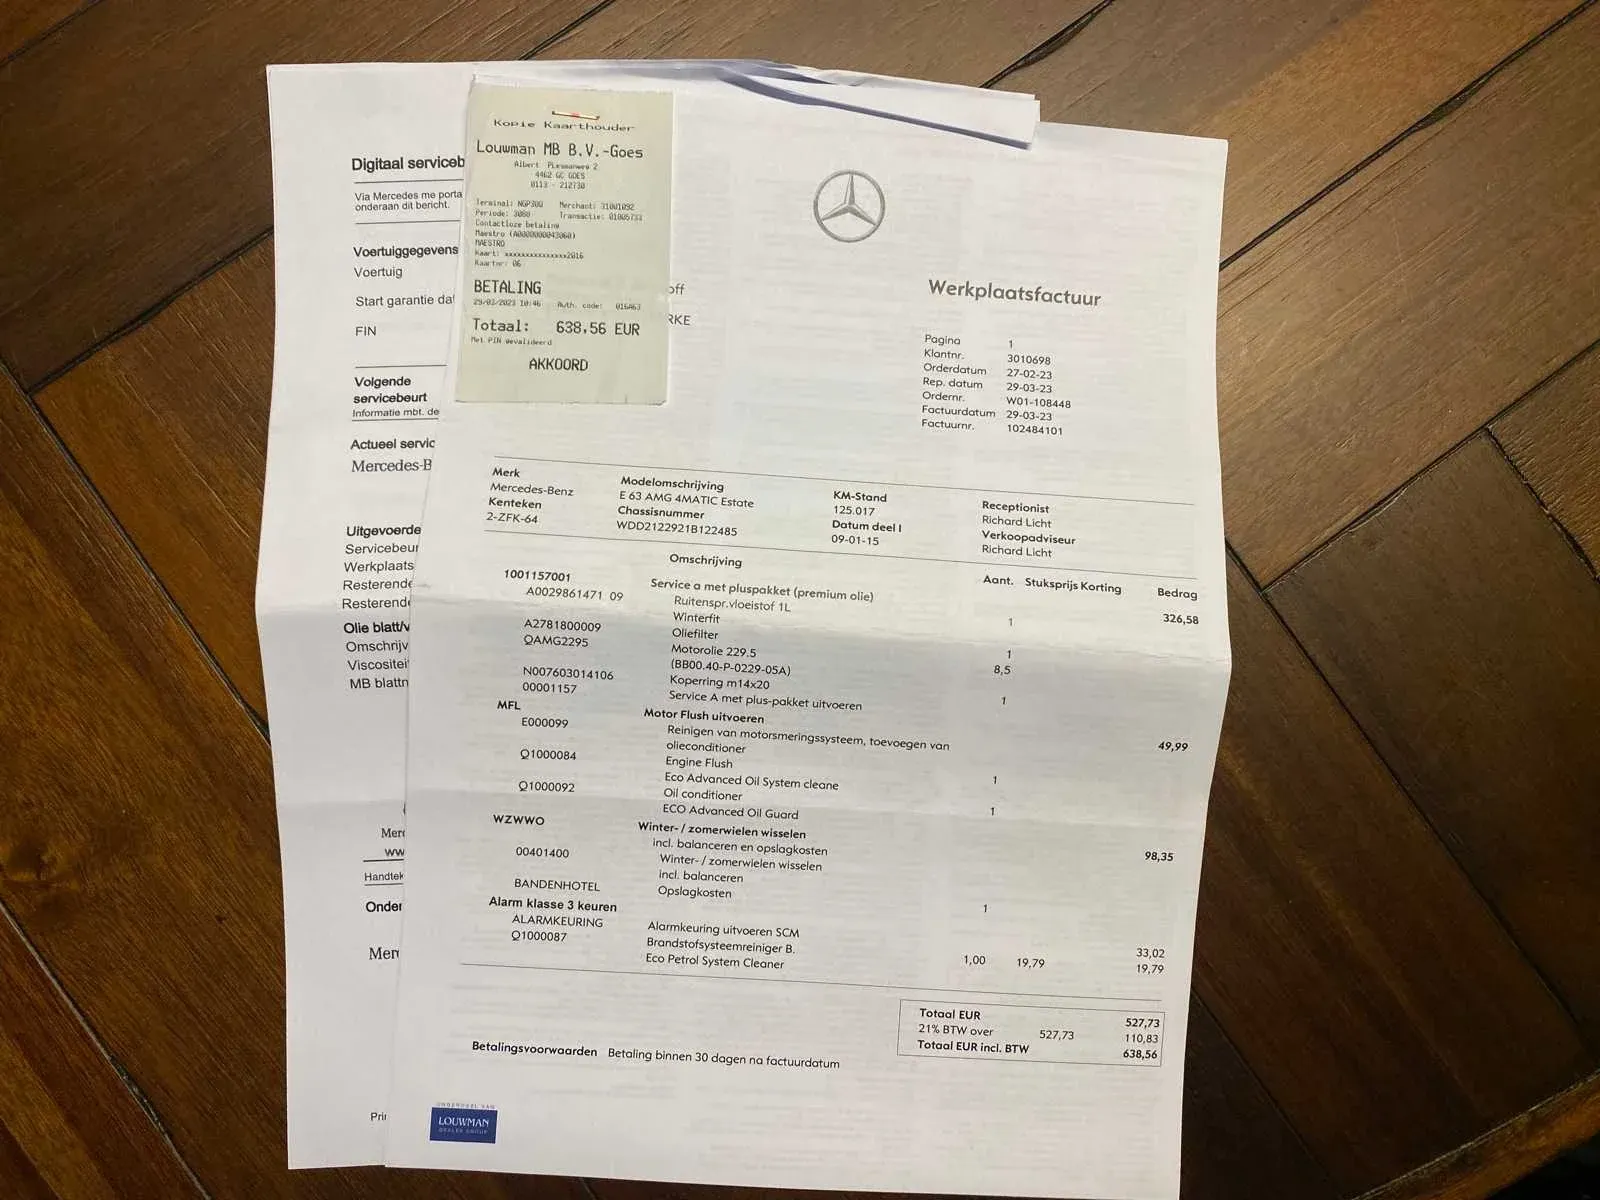 Kopie Kaarthouder
Louwman MB B.V.-Goes
Albert Plesmanweg 2
4462 GC GOES
0113 - 212730
Terminal: NGP30Q Merchant: 31001092
Periode: 3088 Transactie: 01005733
Contactloze betaling
Maestro (A0000000043060)
MAESTRO
Kaart: xxxxxxxxxxxxxxx2016
Kaartnr: 06
BETALING
29/03/2023 10:46 Auth. code: 016A63
Totaal: 638,56 EUR
Met PIN gevalideerd
AKKOORD
Digitaal serviceb
Via Mercedes me porta
onderaan dit bericht.
Voertuiggegevens
Voertuig
Start garantie da
FIN
off
RKE
Volgende
servicebeurt
Informatie mbt. de
Actueel servic
Mercedes-B
Uitgevoerde
Servicebeur
Werkplaats
Resterende
Resterende
Olie blatt/v
Omschrijv
Viscositei
MB blattn
Merc
ww
Handtek
Onder
Mer
Prin
Werkplaatsfactuur
Pagina 1
Klantnr. 3010698
Orderdatum 27-02-23
Rep. datum 29-03-23
Ordernr. W01-108448
Factuurdatum 29-03-23
Factuurnr. 102484101
Merk Modelomschrijving KM-Stand Receptionist
Mercedes-Benz E 63 AMG 4MATIC Estate 125.017 Richard Licht
Kenteken Chassisnummer Datum deel I Verkoopadviseur
2-ZFK-64 WDD2122921B122485 09-01-15 Richard Licht
Omschrijving Aant. Stuksprijs Korting Bedrag
1001157001 Service a met pluspakket (premium olie) 326,58
A0029861471 09 Ruitenspr.vloeistof 1L 1
Winterfit
A2781800009 Oliefilter 1
QAMG2295 Motorolie 229.5 8,5
(BB00.40-P-0229-05A)
N007603014106 Koperring m14x20 1
00001157 Service A met plus-pakket uitvoeren
MFL Motor Flush uitvoeren 49,99
E000099 Reinigen van motorsmeringssysteem, toevoegen van
olieconditioner
Q1000084 Engine Flush 1
Eco Advanced Oil System cleane
Q1000092 Oil conditioner 1
ECO Advanced Oil Guard
WZWWO Winter- / zomerwielen wisselen 98,35
incl. balanceren en opslagkosten
00401400 Winter- / zomerwielen wisselen
incl. balanceren
BANDENHOTEL Opslagkosten 1
Alarm klasse 3 keuren
ALARMKEURING Alarmkeuring uitvoeren SCM 33,02
Q1000087 Brandstofsysteemreiniger B. 1,00 19,79 19,79
Eco Petrol System Cleaner
Totaal EUR 527,73
21% BTW over 527,73 110,83
Totaal EUR incl. BTW 638,56
Betalingsvoorwaarden Betaling binnen 30 dagen na factuurdatum
ONDERDEEL VAN
LOUWMAN
DEALER GROUP